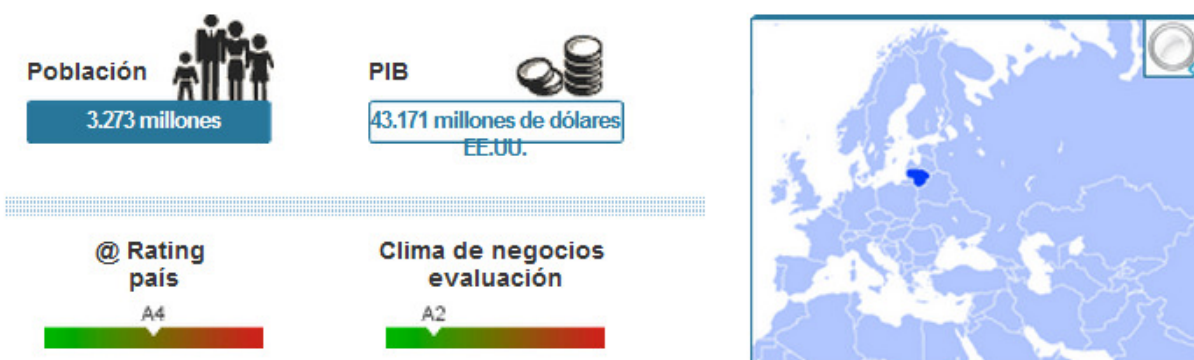 Población
3.273 millones
PIB
43.171 millones de dólares
EE.UU.
@ Rating
país
A4
Clima de negocios
evaluación
A2